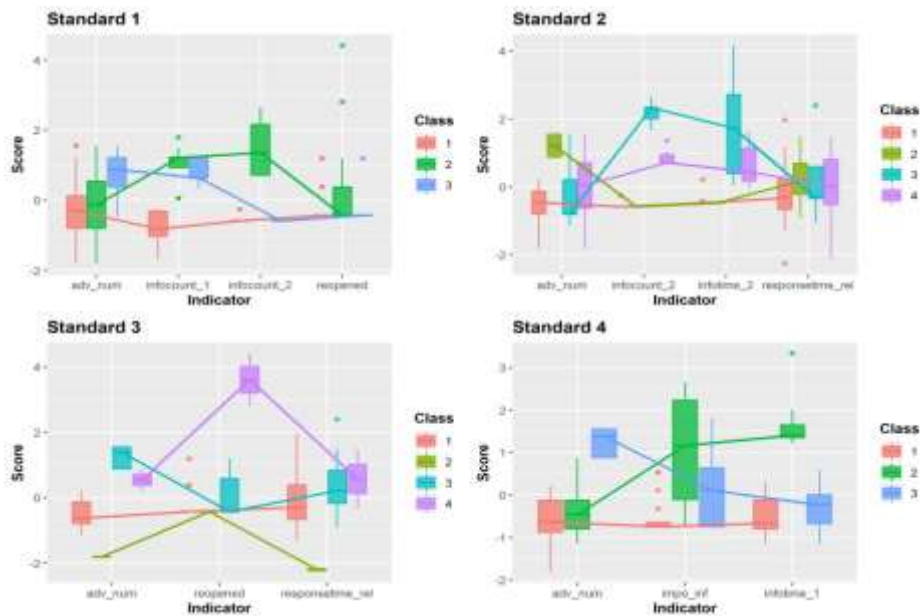 Standard 1
Score
4
2
0
-2
adv_num
infocount_1
infocount_2
reopened
Indicator
Class
1
2
3
Standard 2
Score
4
2
0
-2
adv_num
infocount_2
infotime_2
responsetime_rel
Indicator
Class
1
2
3
4
Standard 3
Score
4
2
0
-2
adv_num
reopened
responsetime_rel
Indicator
Class
1
2
3
4
Standard 4
Score
3
2
1
0
-1
-2
adv_num
impo_inf
infotime_1
Indicator
Class
1
2
3